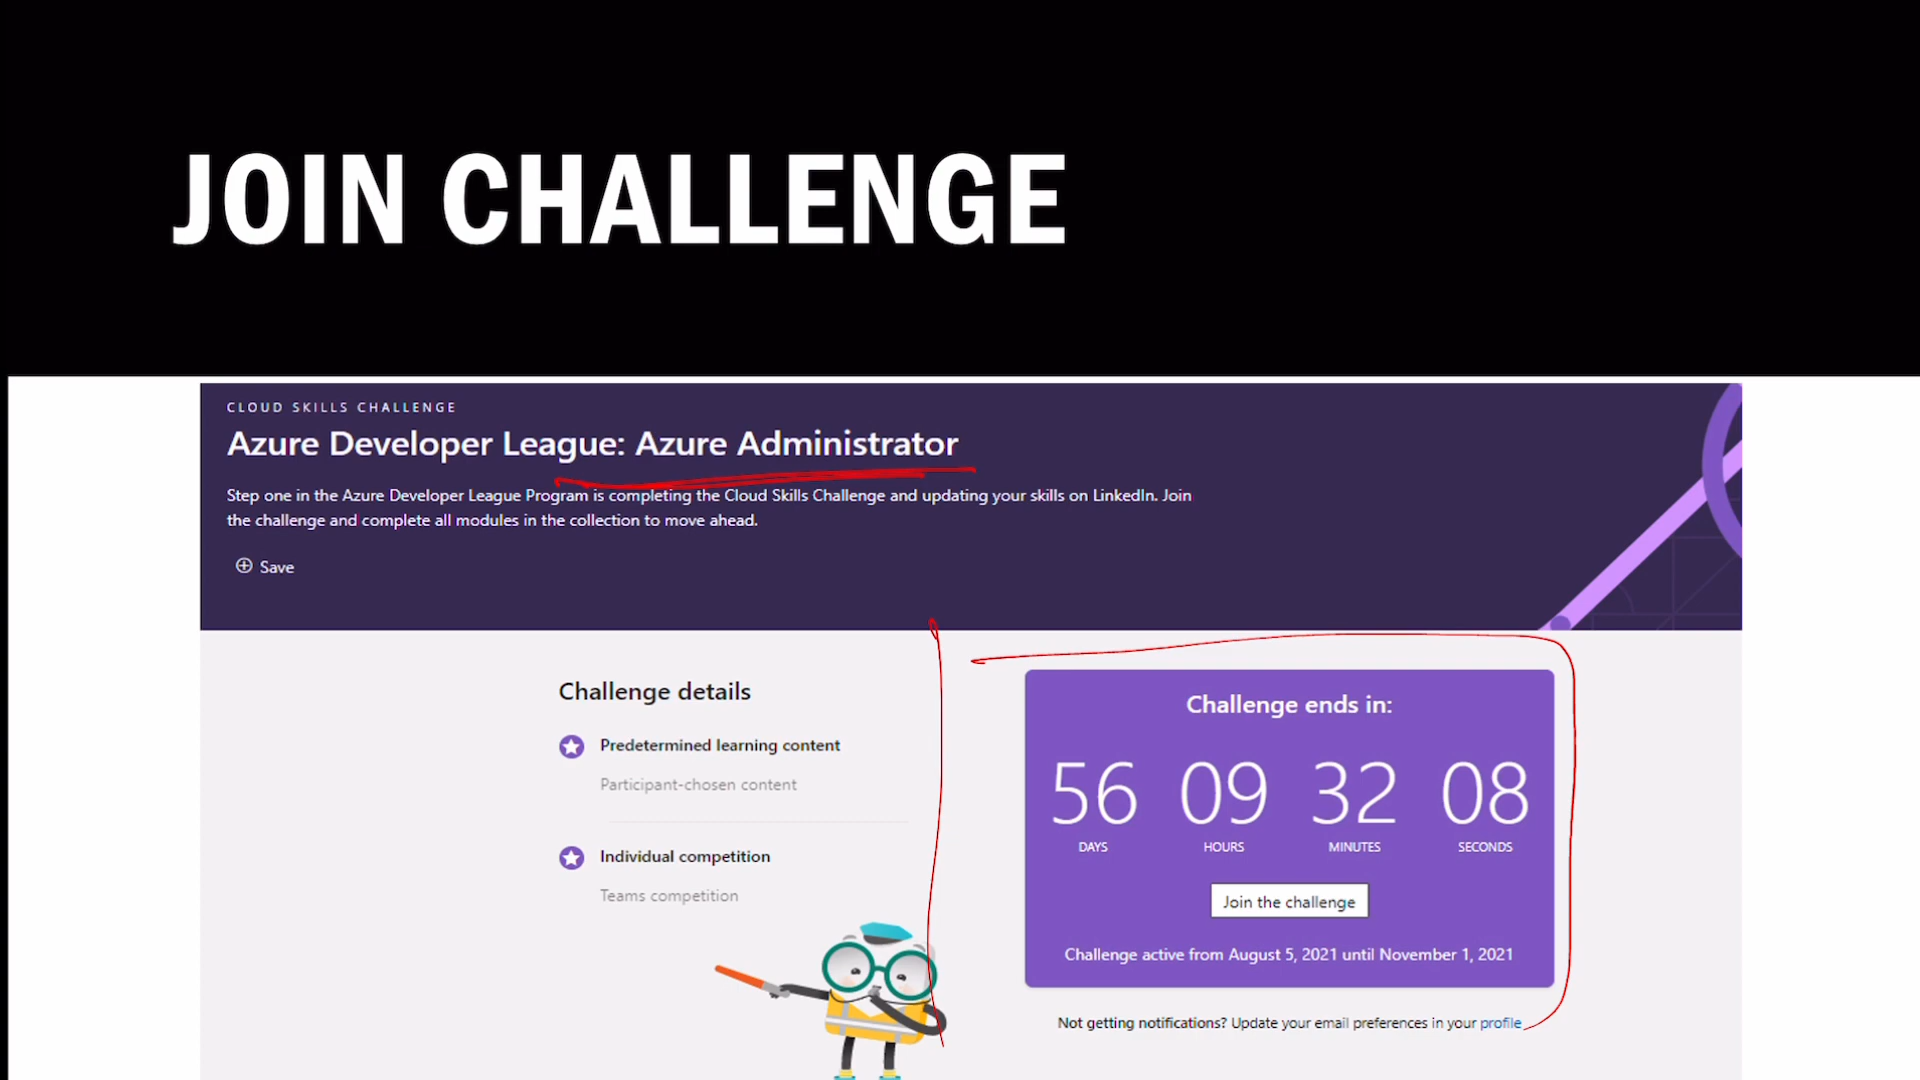 JOIN CHALLENGE
CLOUD SKILLS CHALLENGE
Azure Developer League: Azure Administrator
Step one in the Azure Developer League Program is completing the Cloud Skills Challenge and updating your skills on LinkedIn. Join
the challenge and complete all modules in the collection to move ahead.
Save
Challenge details
Predetermined learning content
Participant-chosen content
Individual competition
Teams competition
Challenge ends in:
56 09 32 08
DAYS HOURS MINUTES SECONDS
Join the challenge
Challenge active from August 5, 2021 until November 1, 2021
Not getting notifications? Update your email preferences in your profile